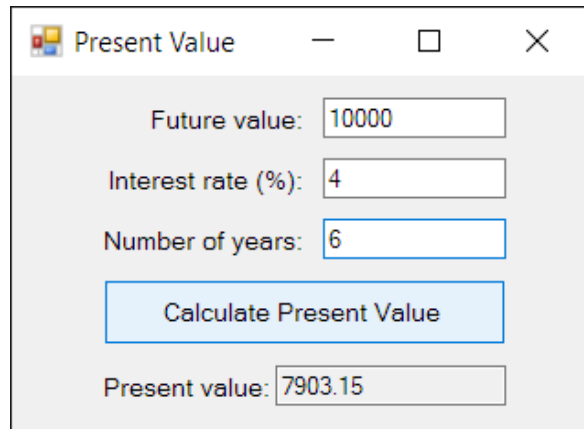 Present Value
Future value: 10000
Interest rate (%): 4
Number of years: 6
Calculate Present Value
Present value: 7903.15